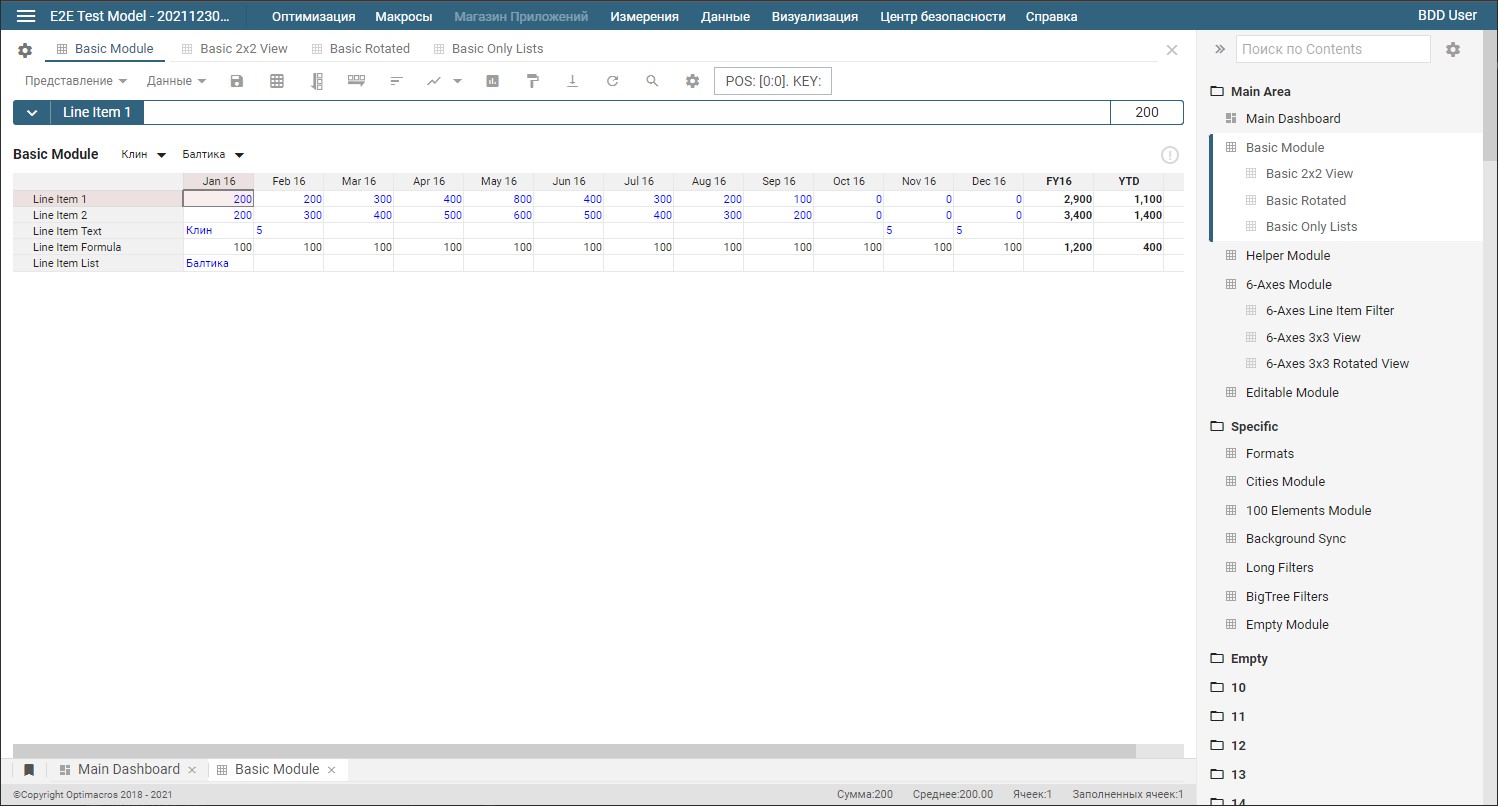 E2E Test Model - 20211230... Оптимизация Макросы Магазин Приложений Измерения Данные Визуализация Центр безопасности Справка BDD User
Basic Module Basic 2x2 View Basic Rotated Basic Only Lists
Представление Данные POS: [0:0]. KEY:
Line Item 1 200
Basic Module Клин Балтика
Jan 16 Feb 16 Mar 16 Apr 16 May 16 Jun 16 Jul 16 Aug 16 Sep 16 Oct 16 Nov 16 Dec 16 FY16 YTD
Line Item 1 200 200 300 400 800 400 300 200 100 0 0 0 2,900 1,100
Line Item 2 200 300 400 500 600 500 400 300 200 0 0 0 3,400 1,400
Line Item Text Клин 5 5 5
Line Item Formula 100 100 100 100 100 100 100 100 100 100 100 100 1,200 400
Line Item List Балтика
Main Dashboard Basic Module
©Copyright Optimacros 2018 - 2021 Сумма:200 Среднее:200.00 Ячеек:1 Заполненных ячеек:1
Поиск по Contents
Main Area
Main Dashboard
Basic Module
Basic 2x2 View
Basic Rotated
Basic Only Lists
Helper Module
6-Axes Module
6-Axes Line Item Filter
6-Axes 3x3 View
6-Axes 3x3 Rotated View
Editable Module
Specific
Formats
Cities Module
100 Elements Module
Background Sync
Long Filters
BigTree Filters
Empty Module
Empty
10
11
12
13
14